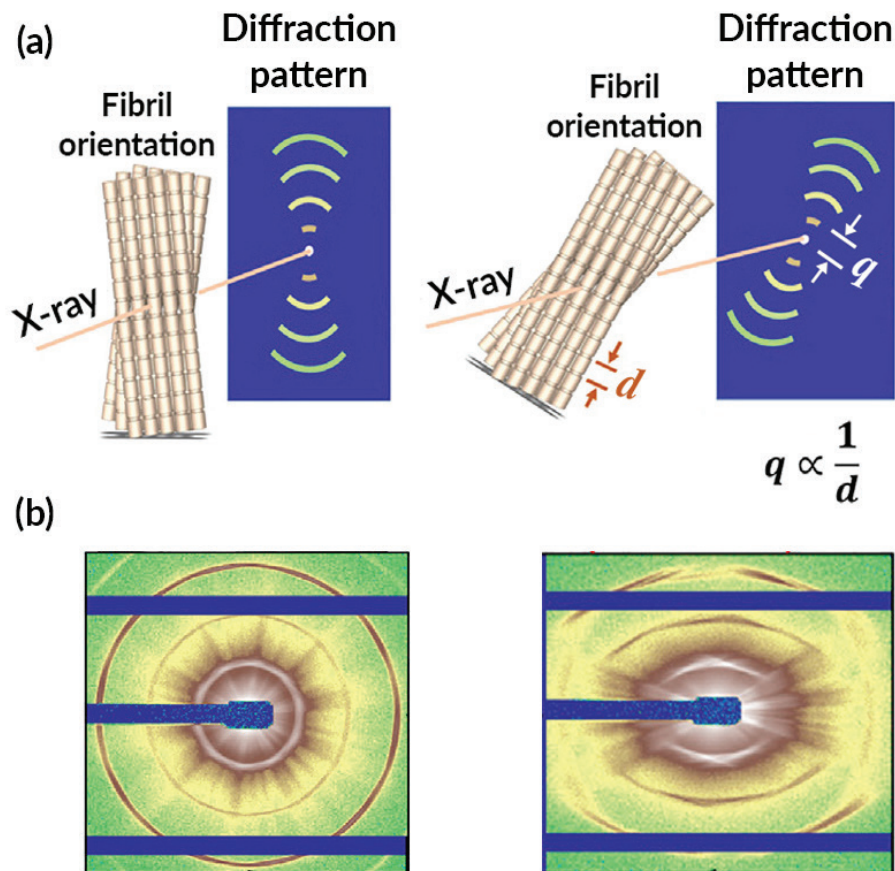 (a)
Diffraction
pattern
Fibril
orientation
X-ray
Diffraction
pattern
Fibril
orientation
X-ray
d
q
q ∝ 1/d
(b)